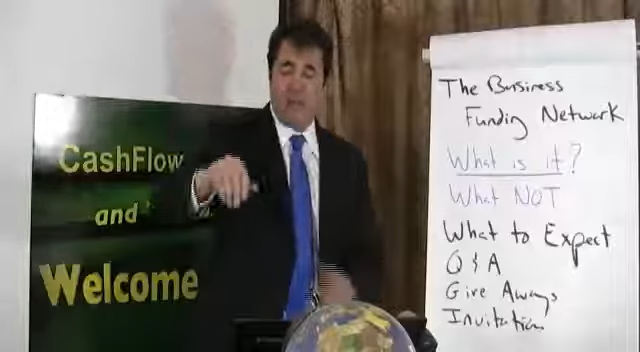 CashFlow
and
Welcome
The Business
Funding Network
What is it?
What NOT
What to Expect
Q & A
Give Aways
Invitation